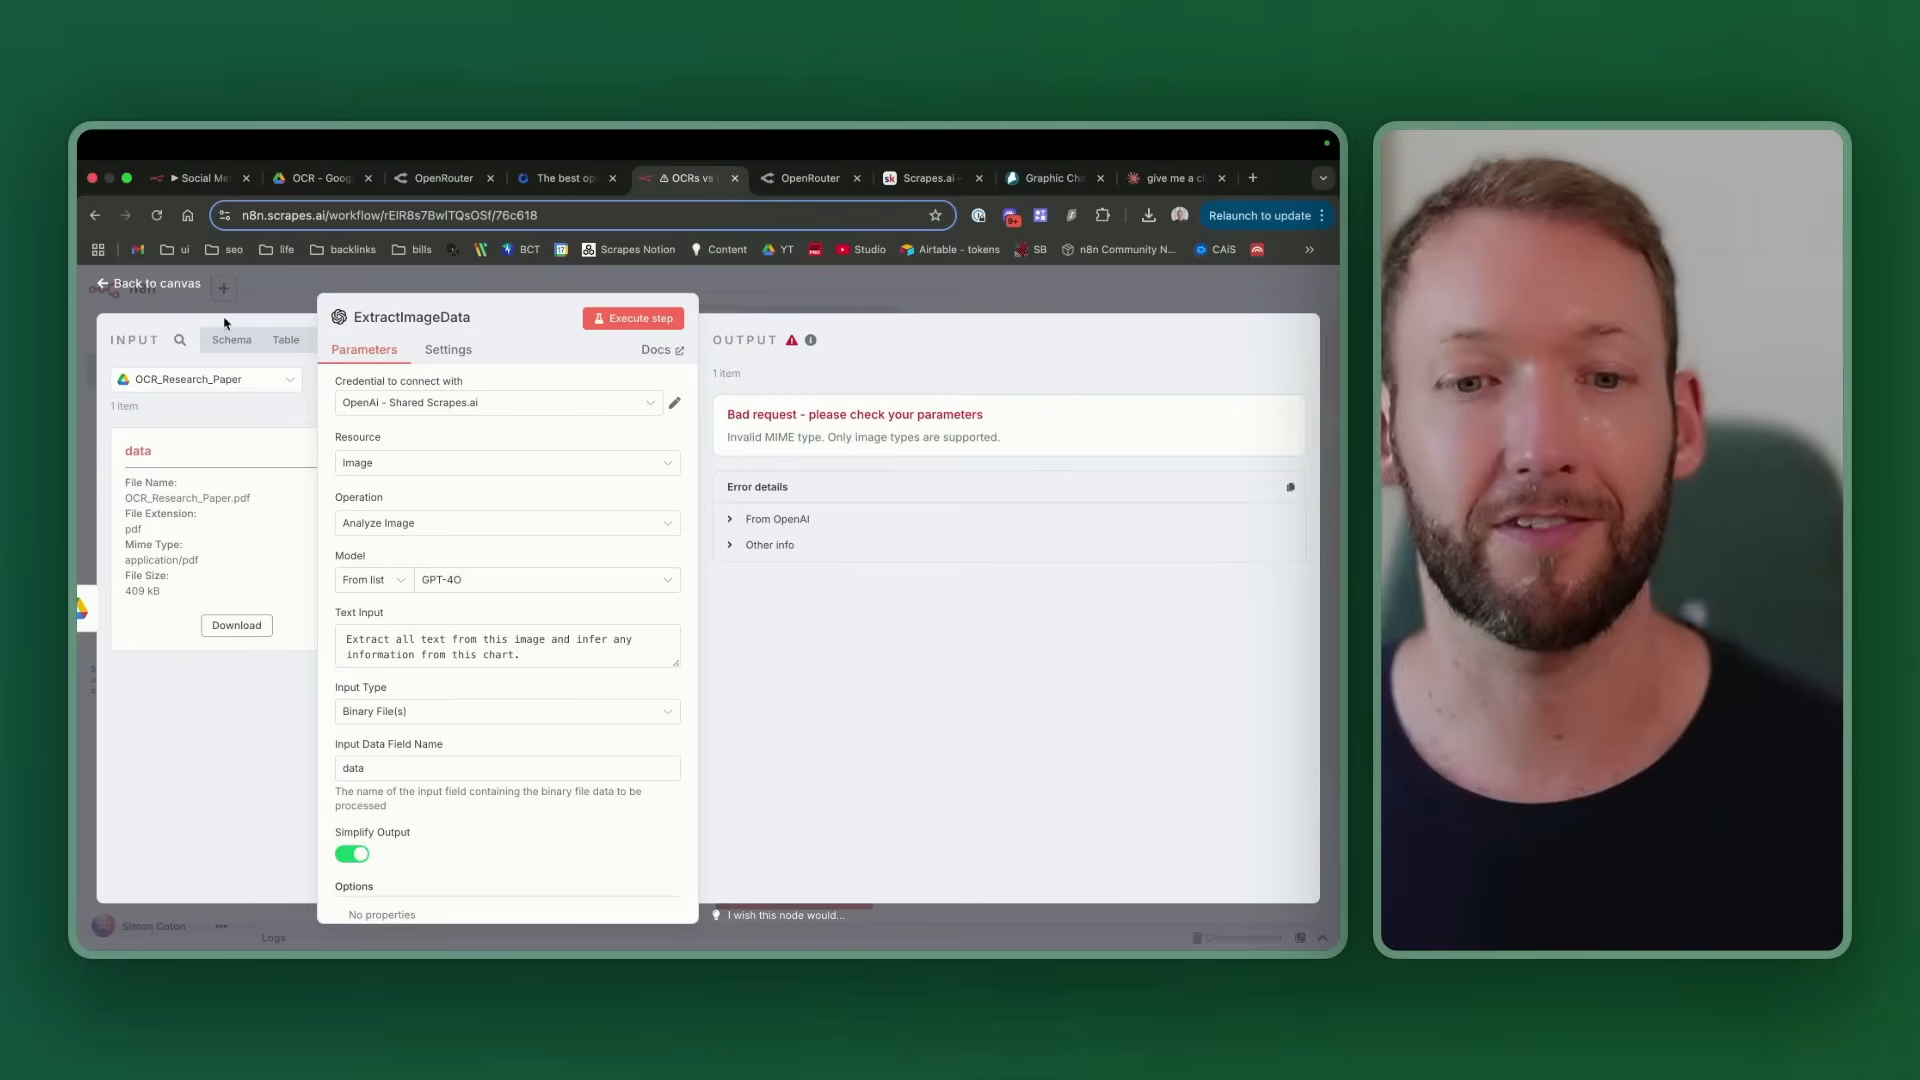 Social Me
OCR - Goog
OpenRouter
The best op
OCRs vs
OpenRouter
Scrapes.ai -
Graphic Cha
give me a cl
n8n.scrapes.ai/workflow/rElR8s7BwlTQsOSf/76c618
9+
Relaunch to update
ui
seo
life
backlinks
bills
BCT
Scrapes Notion
Content
YT
Studio
Airtable - tokens
SB
n8n Community N...
CAiS
Back to canvas
INPUT
Schema
Table
OCR_Research_Paper
1 item
data
File Name:
OCR_Research_Paper.pdf
File Extension:
pdf
Mime Type:
application/pdf
File Size:
409 kB
Download
ExtractImageData
Execute step
Parameters
Settings
Docs
Credential to connect with
OpenAi - Shared Scrapes.ai
Resource
Image
Operation
Analyze Image
Model
From list
GPT-4O
Text Input
Extract all text from this image and infer any
information from this chart.
Input Type
Binary File(s)
Input Data Field Name
data
The name of the input field containing the binary file data to be
processed
Simplify Output
Options
No properties
OUTPUT
1 item
Bad request - please check your parameters
Invalid MIME type. Only image types are supported.
Error details
From OpenAI
Other info
I wish this node would...
Simon Coton
Logs